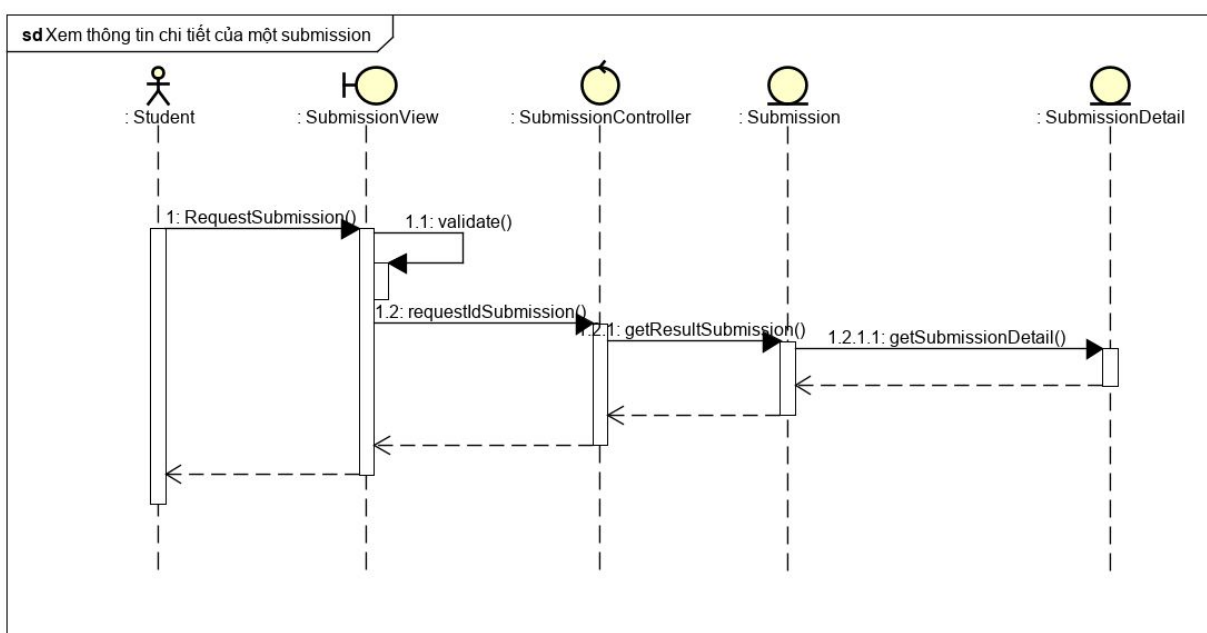 sd Xem thông tin chi tiết của một submission
: Student
: SubmissionView
: SubmissionController
: Submission
: SubmissionDetail
1: RequestSubmission()
1.1: validate()
1.2: requestIdSubmission()
1.2.1: getResultSubmission()
1.2.1.1: getSubmissionDetail()